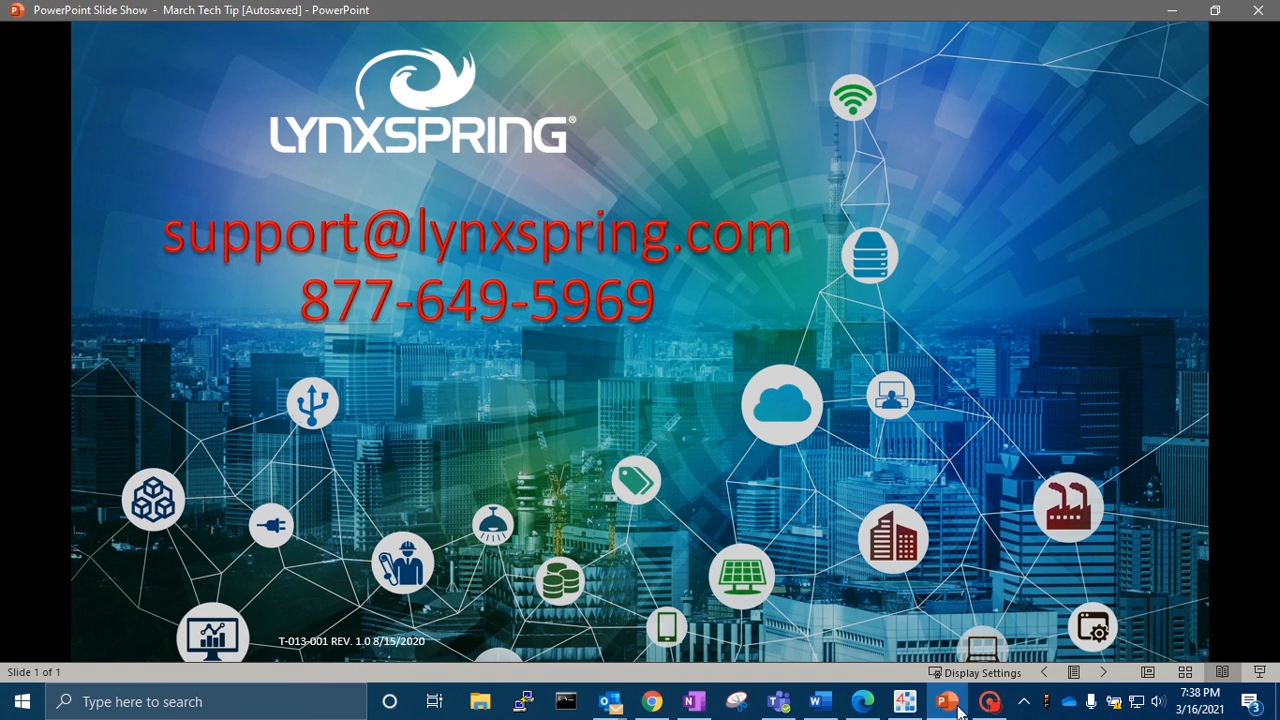 PowerPoint Slide Show - March Tech Tip [Autosaved] - PowerPoint
LYNXSPRING®
support@lynxspring.com
877-649-5969
T-013-001 REV. 1.0 8/15/2020
Slide 1 of 1
Display Settings
Type here to search
7:38 PM
3/16/2021
3